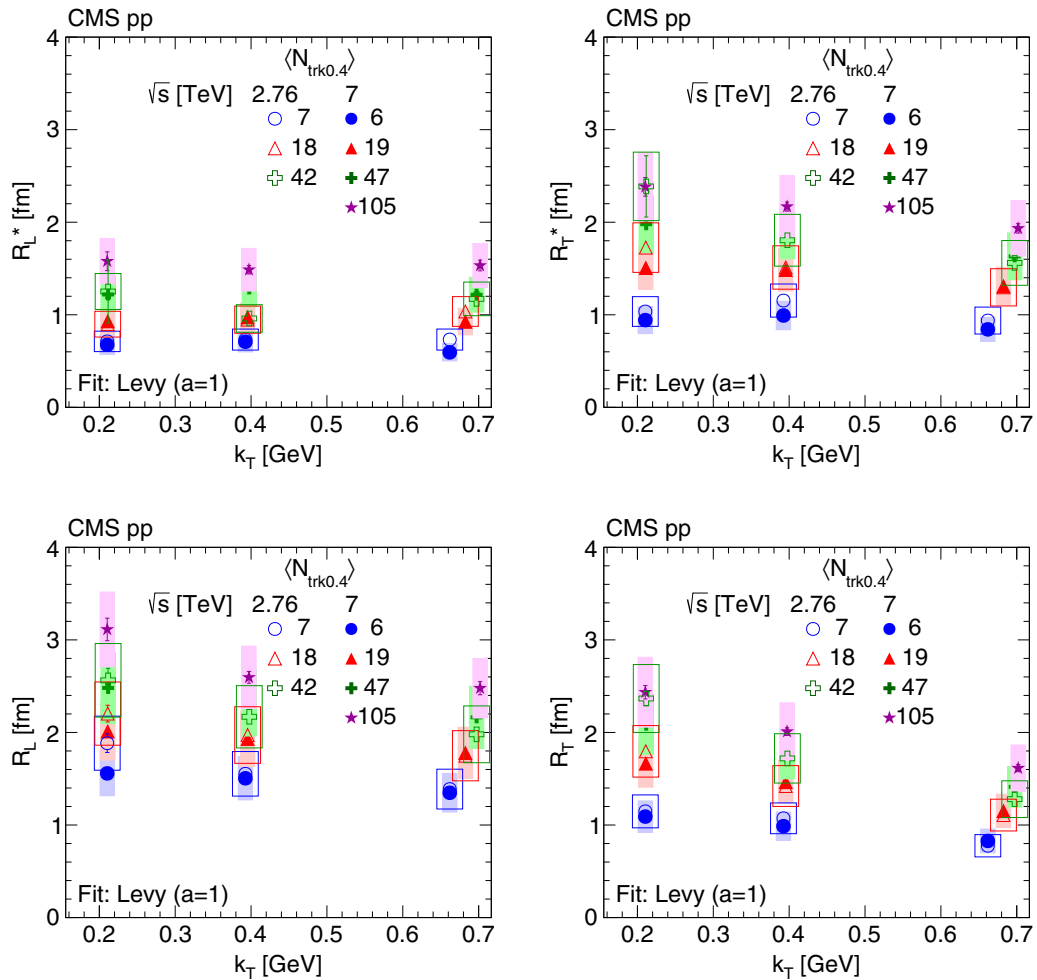 CMS pp
4
3
2
1
0
R_L* [fm]
⟨N_trk0.4⟩
√s [TeV] 2.76 7
7 6
18 19
42 47
105
Fit: Levy (a=1)
0.2 0.3 0.4 0.5 0.6 0.7
k_T [GeV]
CMS pp
4
3
2
1
0
R_T* [fm]
⟨N_trk0.4⟩
√s [TeV] 2.76 7
7 6
18 19
42 47
105
Fit: Levy (a=1)
0.2 0.3 0.4 0.5 0.6 0.7
k_T [GeV]
CMS pp
4
3
2
1
0
R_L [fm]
⟨N_trk0.4⟩
√s [TeV] 2.76 7
7 6
18 19
42 47
105
Fit: Levy (a=1)
0.2 0.3 0.4 0.5 0.6 0.7
k_T [GeV]
CMS pp
4
3
2
1
0
R_T [fm]
⟨N_trk0.4⟩
√s [TeV] 2.76 7
7 6
18 19
42 47
105
Fit: Levy (a=1)
0.2 0.3 0.4 0.5 0.6 0.7
k_T [GeV]